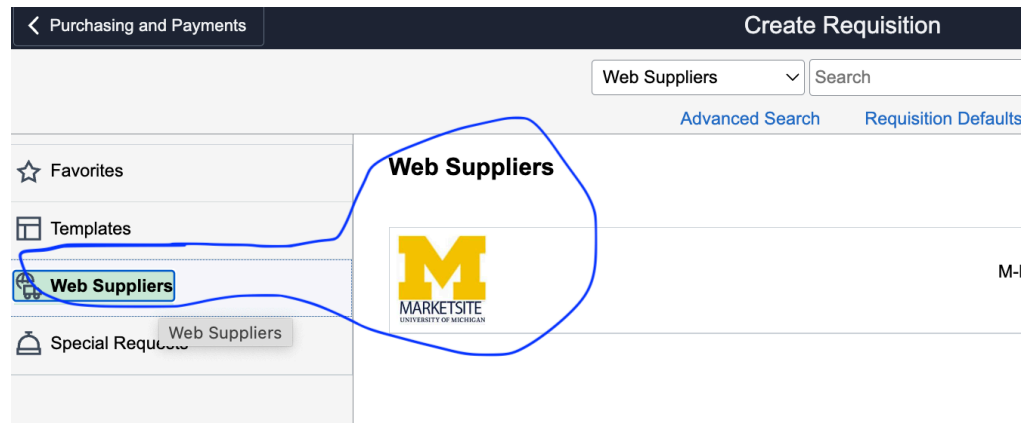 Purchasing and Payments
Create Requisition
Web Suppliers
Search
Advanced Search
Requisition Defaults
Favorites
Templates
Web Suppliers
Web Suppliers
Special Requests
Web Suppliers
M
MARKETSITE
UNIVERSITY OF MICHIGAN
M-